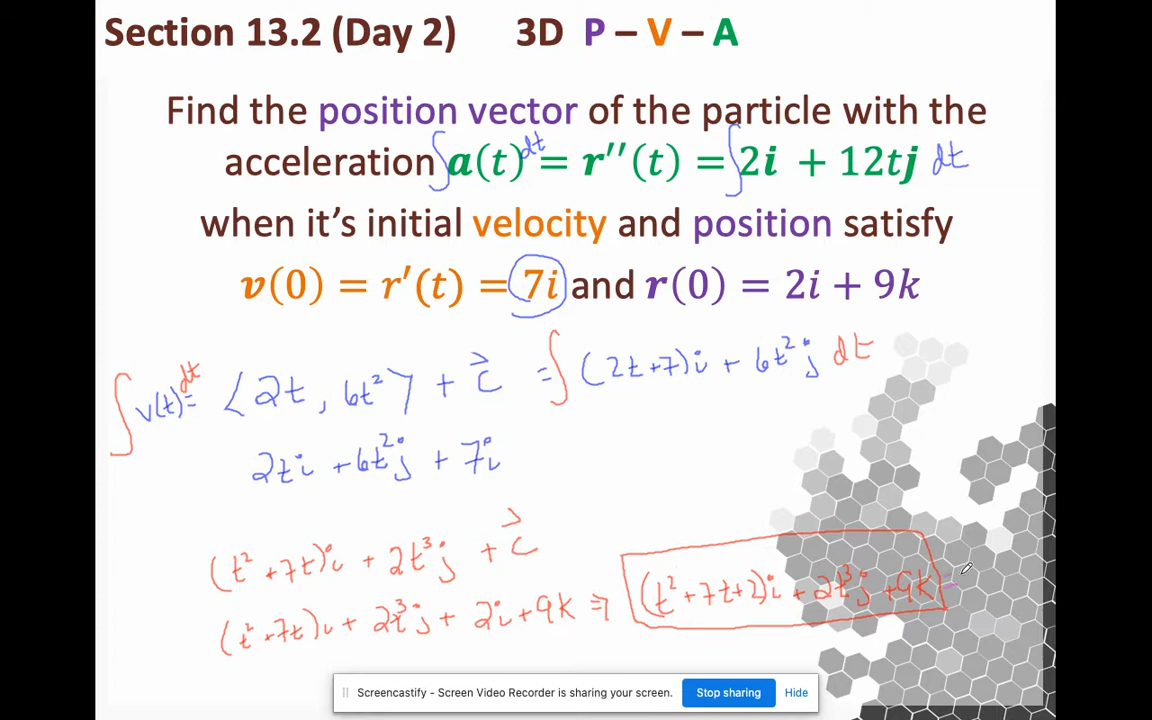 Section 13.2 (Day 2) 3D P – V – A
Find the position vector of the particle with the
acceleration ∫ a(t) dt = r′′(t) = ∫ 2i + 12tj dt
when it's initial velocity and position satisfy
v(0) = r′(t) = 7i and r(0) = 2i + 9k
∫ v(t) dt = ⟨2t, 6t²⟩ + c⃗ = ∫ (2t+7)i + 6t²j dt
2ti + 6t²j + 7i
(t² + 7t)i + 2t³j + c⃗
(t² + 7t)i + 2t³j + 2i + 9k ⇒ (t² + 7t + 2)i + 2t³j + 9k
Screencastify - Screen Video Recorder is sharing your screen. Stop sharing Hide